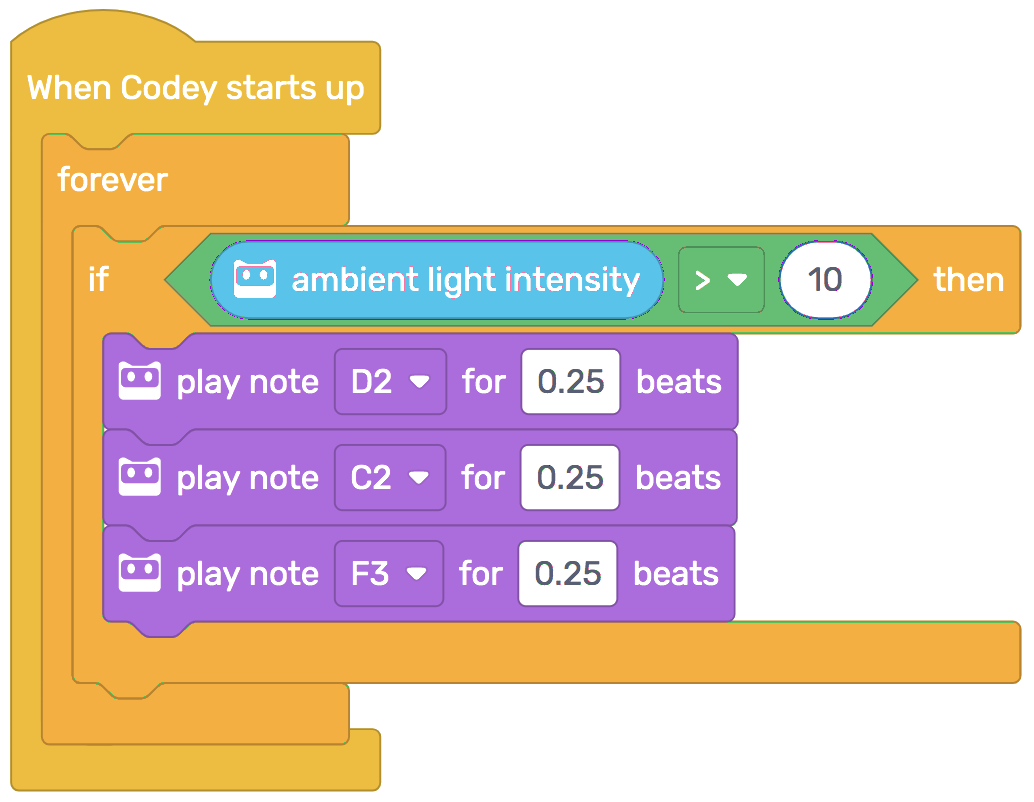 When Codey starts up
forever
if ambient light intensity > 10 then
play note D2 for 0.25 beats
play note C2 for 0.25 beats
play note F3 for 0.25 beats